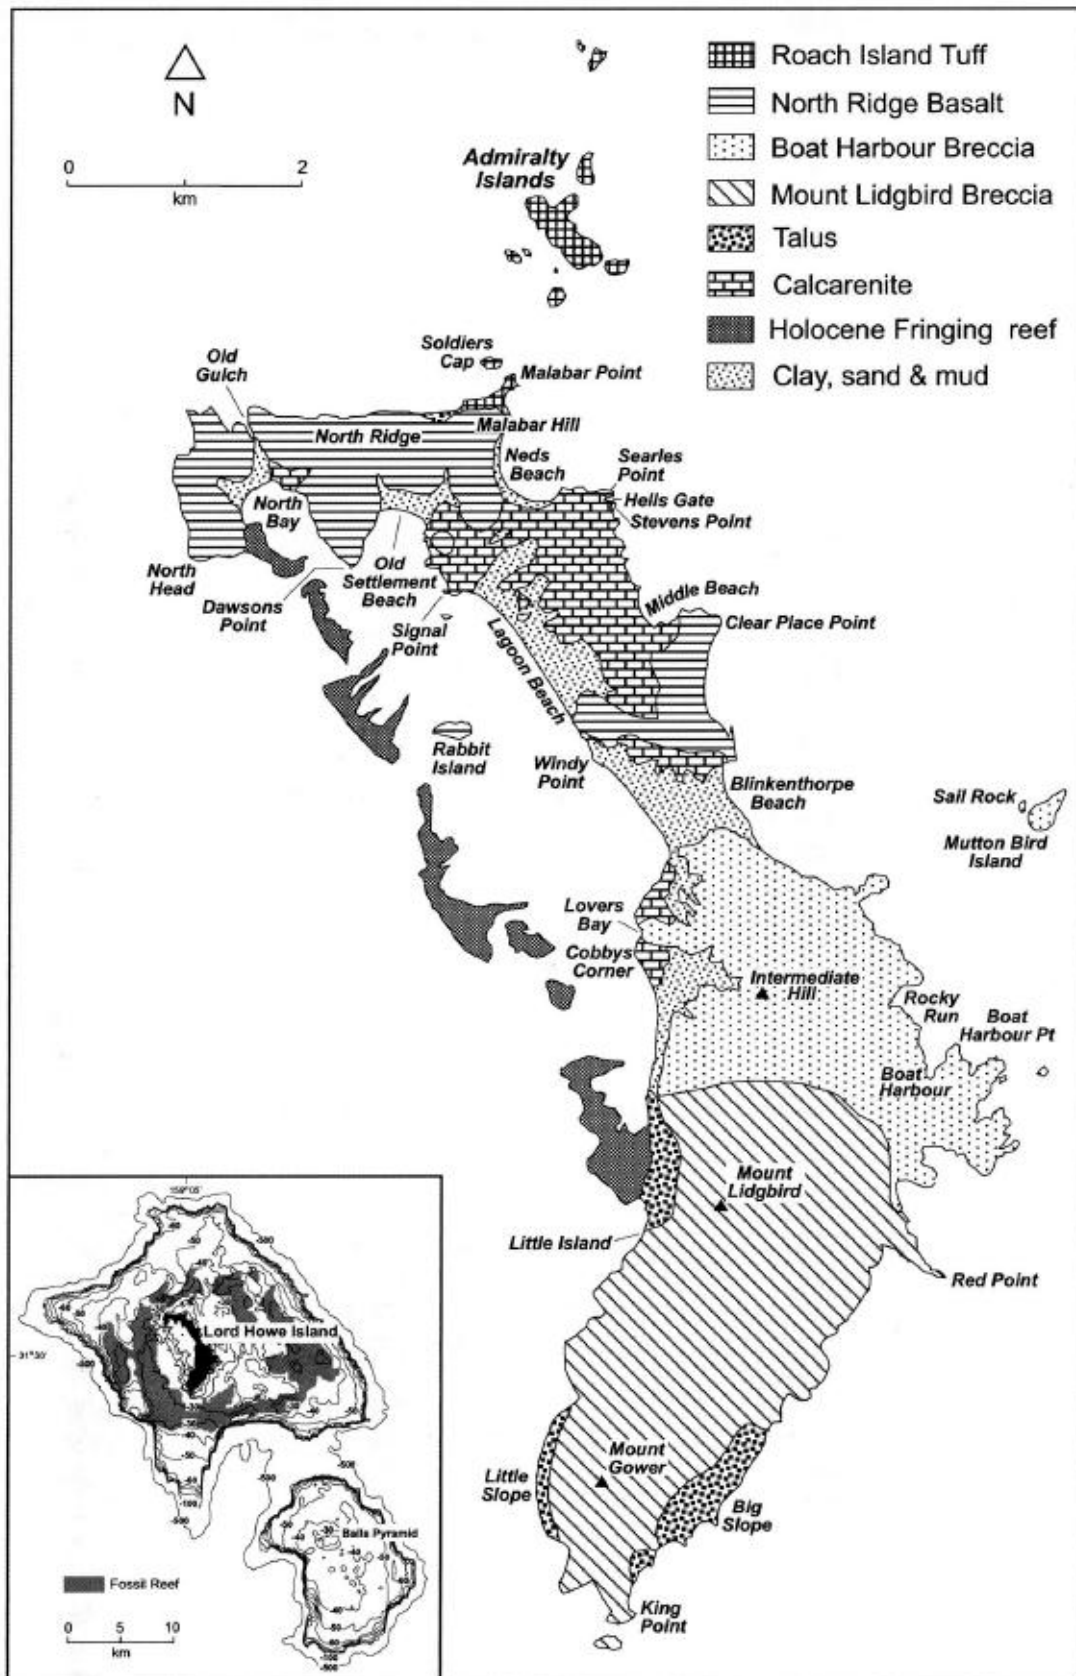 N
0
2
km
Roach Island Tuff
North Ridge Basalt
Boat Harbour Breccia
Mount Lidgbird Breccia
Talus
Calcarenite
Holocene Fringing reef
Clay, sand & mud
Admiralty
Islands
Soldiers
Cap
Malabar Point
Old
Gulch
North Ridge
Malabar Hill
Neds
Beach
Searles
Point
Hells Gate
Stevens Point
North
Bay
North
Head
Old
Settlement
Beach
Dawsons
Point
Signal
Point
Middle Beach
Clear Place Point
Lagoon Beach
Rabbit
Island
Windy
Point
Blinkenthorpe
Beach
Sail Rock
Mutton Bird
Island
Lovers
Bay
Cobbys
Corner
Intermediate
Hill
Rocky
Run
Boat
Harbour Pt
Boat
Harbour
Mount
Lidgbird
Little Island
Red Point
Mount
Gower
Little
Slope
Big
Slope
King
Point
159°05'
31°30'
Lord Howe Island
Balls Pyramid
Fossil Reef
0
5
10
km